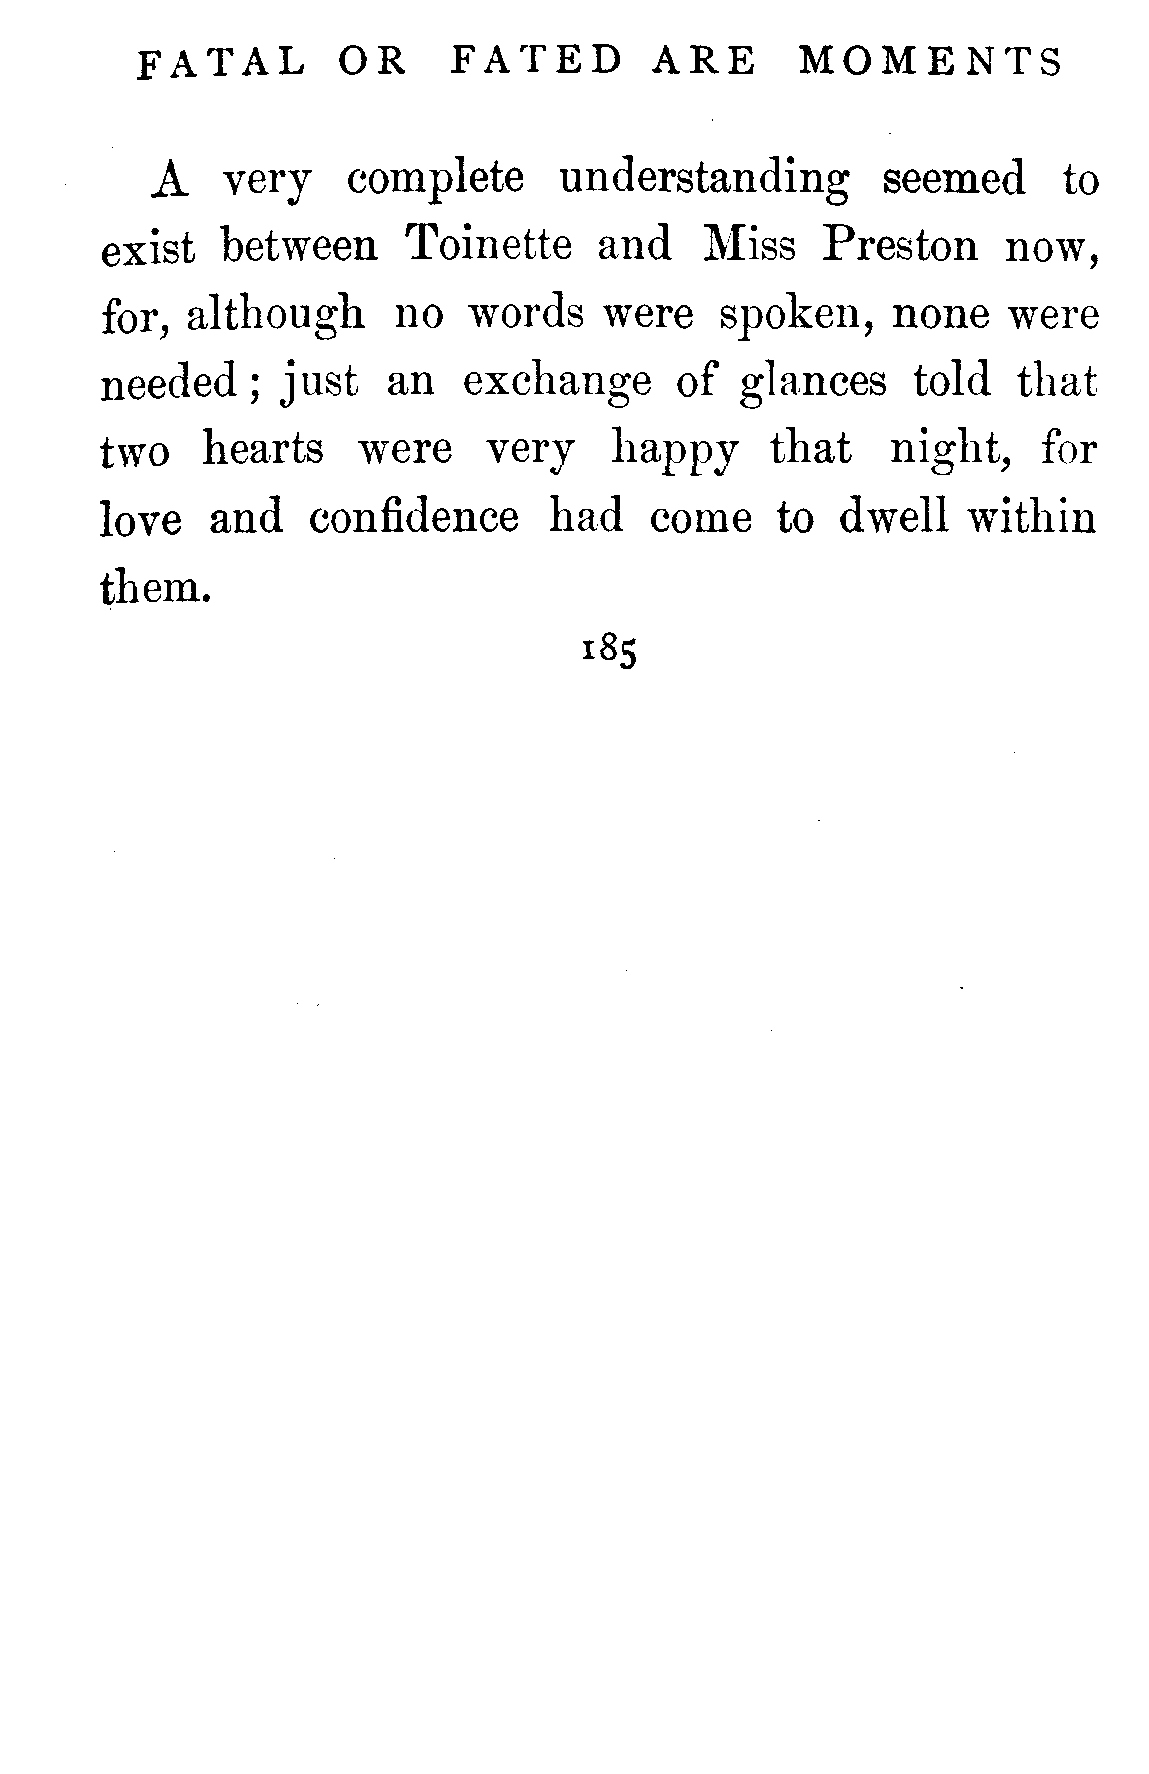 FATAL OR FATED ARE MOMENTS
A very complete understanding seemed to
exist between Toinette and Miss Preston now,
for, although no words were spoken, none were
needed; just an exchange of glances told that
two hearts were very happy that night, for
love and confidence had come to dwell within
them.
185